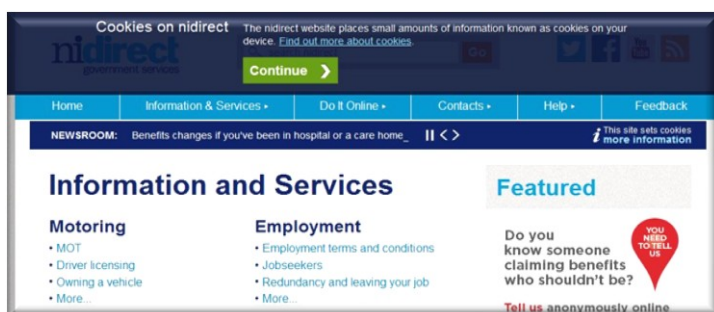 Cookies on nidirect
The nidirect website places small amounts of information known as cookies on your
device. Find out more about cookies.
Continue ❯
nidirect
government services
Go
Home Information & Services Do It Online Contacts Help Feedback
NEWSROOM: Benefits changes if you've been in hospital or a care home_
i This site sets cookies
more information
Information and Services
Featured
Motoring
• MOT
• Driver licensing
• Owning a vehicle
• More...
Employment
• Employment terms and conditions
• Jobseekers
• Redundancy and leaving your job
• More...
Do you
know someone
claiming benefits
who shouldn't be?
YOU
NEED
TO TELL
US
Tell us anonymously online